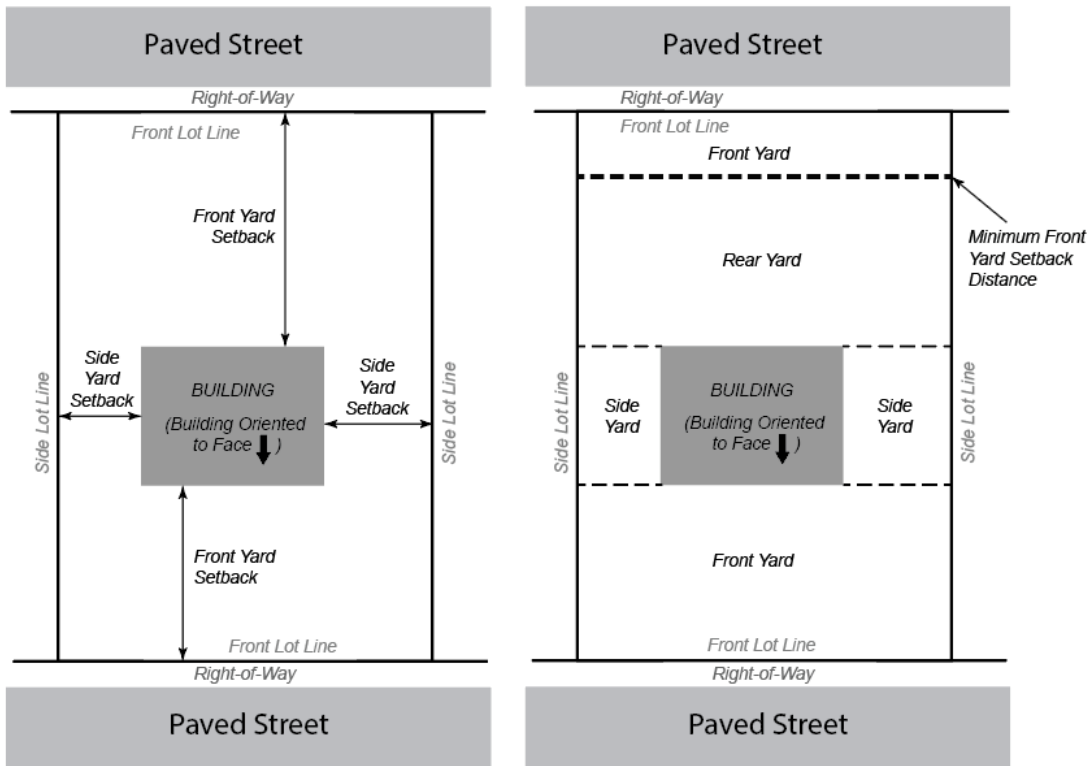 Paved Street
Right-of-Way
Front Lot Line
Front Yard
Setback
Side
Yard
Setback
Side
Yard
Setback
BUILDING
(Building Oriented
to Face )
Side Lot Line
Side Lot Line
Front Yard
Setback
Front Lot Line
Right-of-Way
Paved Street
Paved Street
Right-of-Way
Front Lot Line
Front Yard
Minimum Front
Yard Setback
Distance
Rear Yard
Side
Yard
BUILDING
(Building Oriented
to Face )
Side
Yard
Side Lot Line
Side Lot Line
Front Yard
Front Lot Line
Right-of-Way
Paved Street